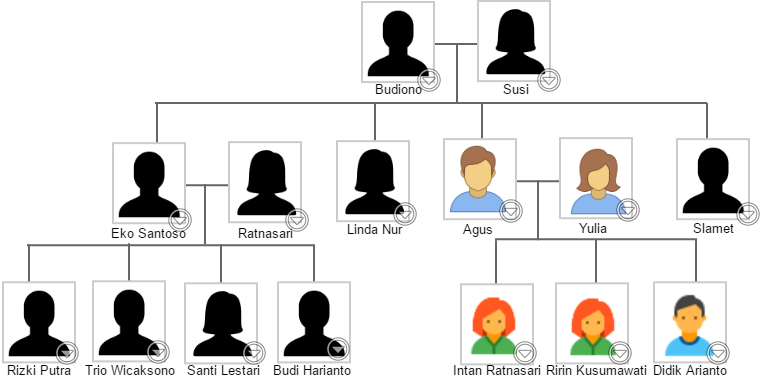 Budiono
Susi
Eko Santoso
Ratnasari
Linda Nur
Agus
Yulia
Slamet
Rizki Putra
Trio Wicaksono
Santi Lestari
Budi Harianto
Intan Ratnasari
Ririn Kusumawati
Didik Arianto